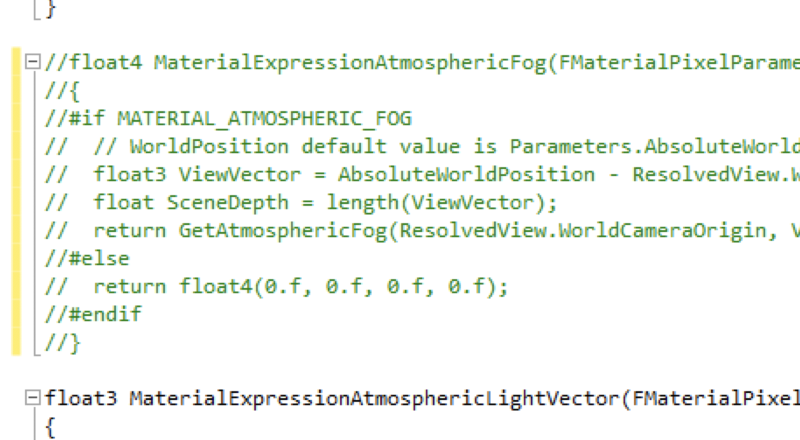 }
//float4 MaterialExpressionAtmosphericFog(FMaterialPixelParame
//{
//#if MATERIAL_ATMOSPHERIC_FOG
//  // WorldPosition default value is Parameters.AbsoluteWorld
//  float3 ViewVector = AbsoluteWorldPosition - ResolvedView.W
//  float SceneDepth = length(ViewVector);
//  return GetAtmosphericFog(ResolvedView.WorldCameraOrigin, V
//#else
//  return float4(0.f, 0.f, 0.f, 0.f);
//#endif
//}
float3 MaterialExpressionAtmosphericLightVector(FMaterialPixel
{